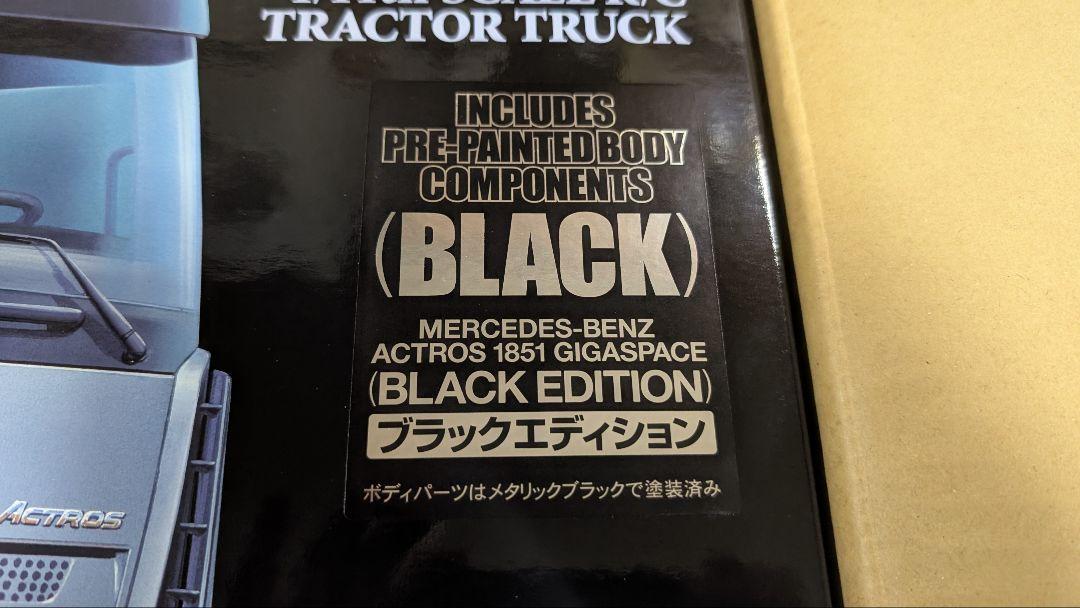 TRACTOR TRUCK
INCLUDES
PRE-PAINTED BODY
COMPONENTS
(BLACK)
MERCEDES-BENZ
ACTROS 1851 GIGASPACE
(BLACK EDITION)
ブラックエディション
ボディパーツはメタリックブラックで塗装済み
ACTROS